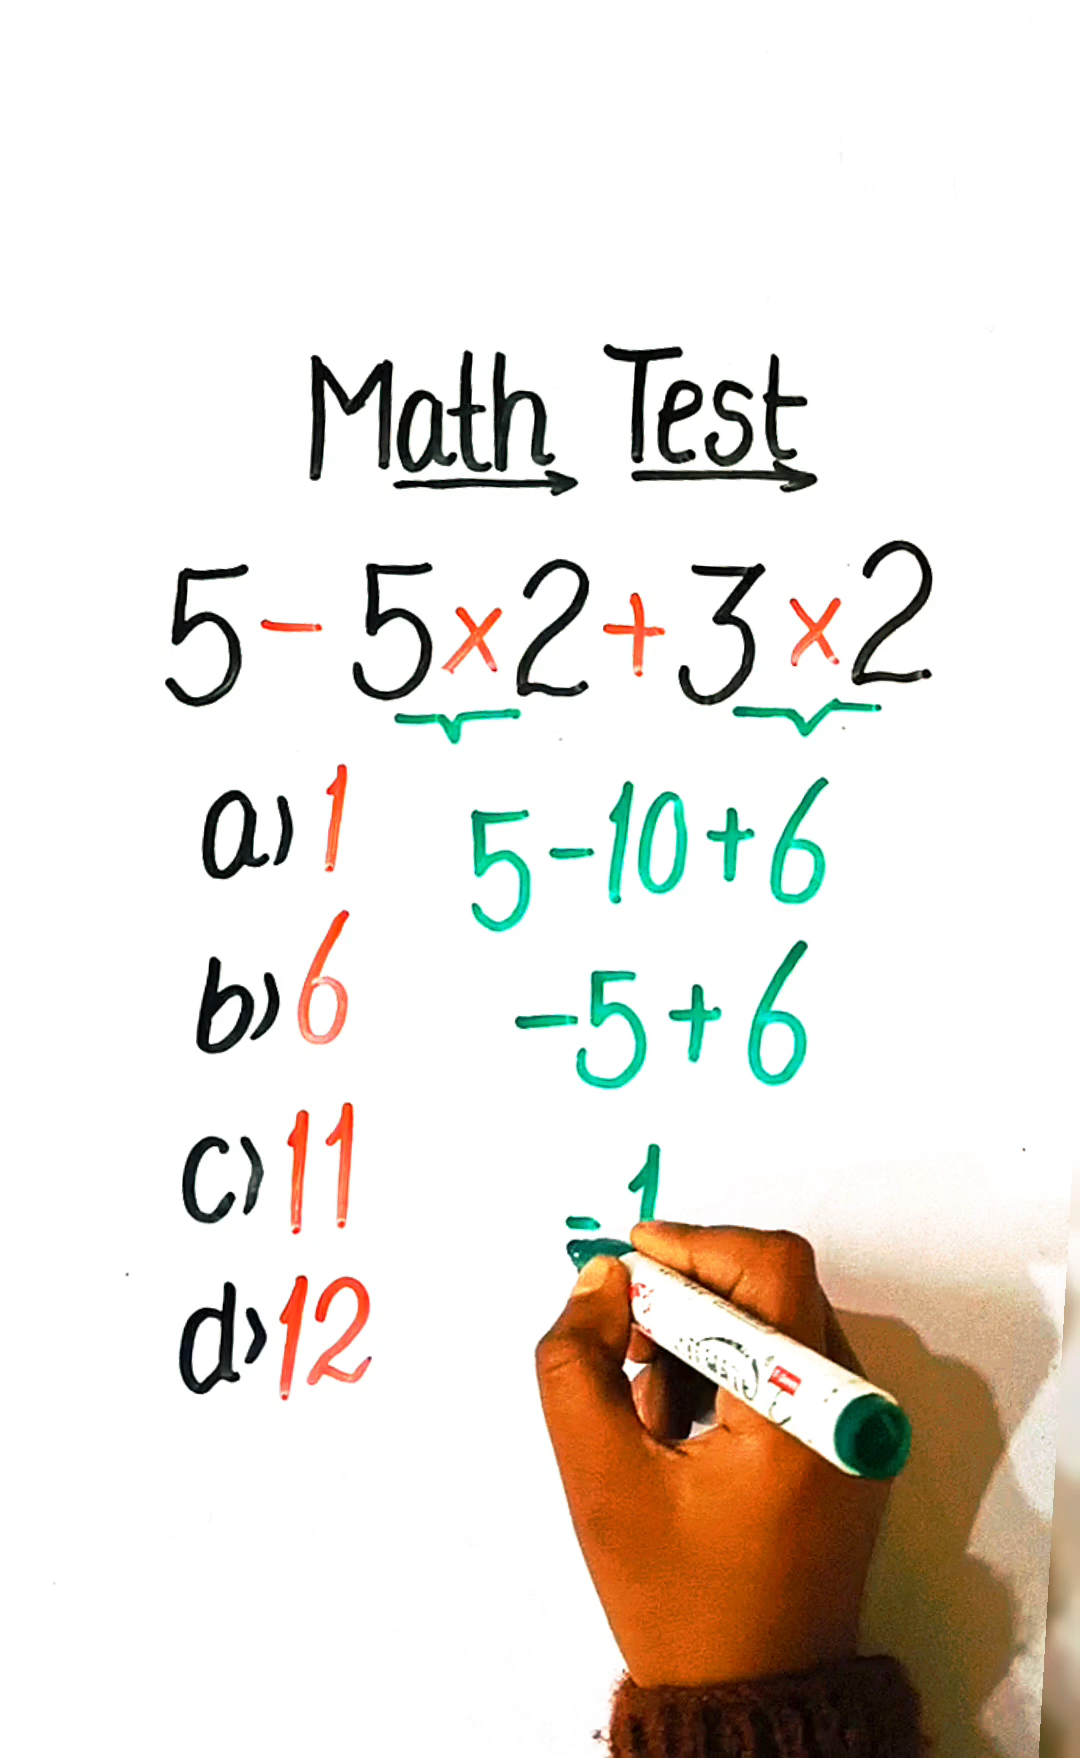 Math Test
5 - 5 × 2 + 3 × 2
a) 1
5 - 10 + 6
b) 6
- 5 + 6
c) 11
= 1
d) 12